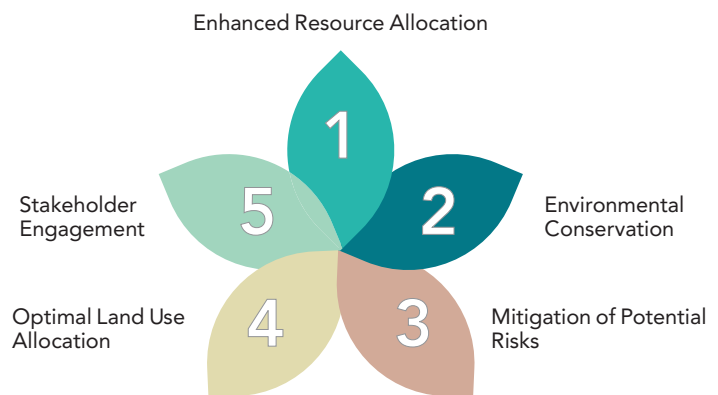 Enhanced Resource Allocation
1
2
Environmental
Conservation
3
Mitigation of Potential
Risks
4
Optimal Land Use
Allocation
5
Stakeholder
Engagement